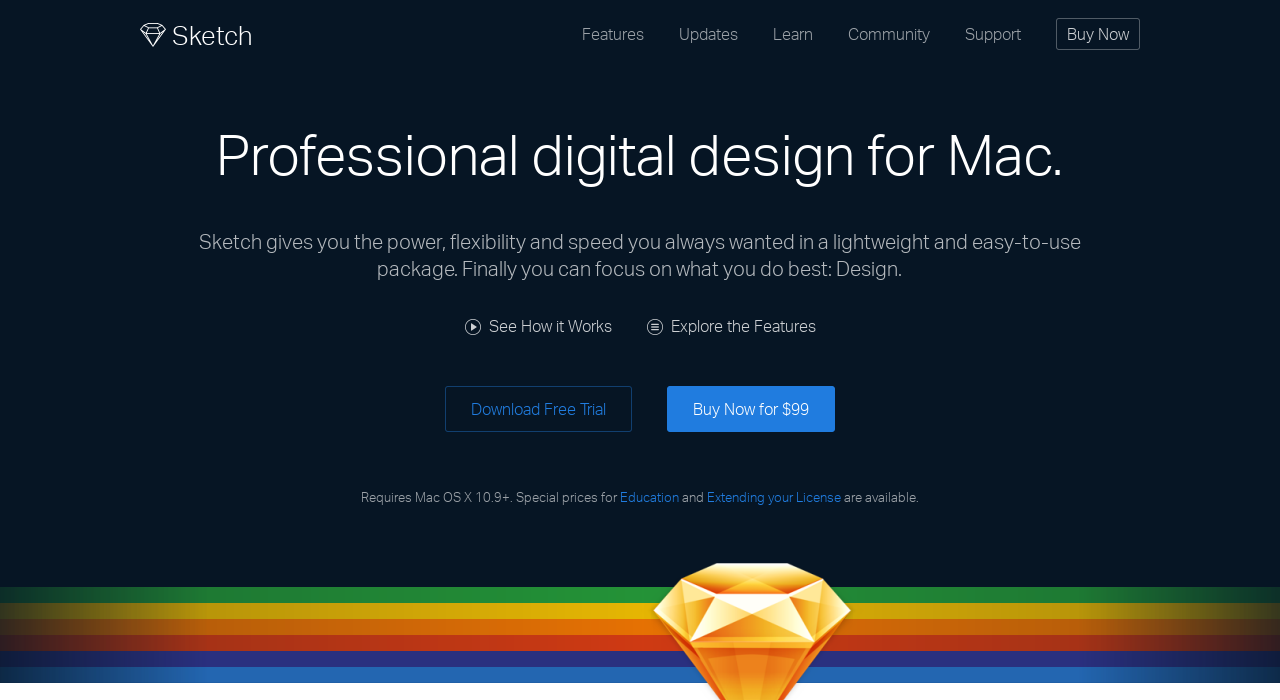 Sketch
Features Updates Learn Community Support Buy Now
Professional digital design for Mac.
Sketch gives you the power, flexibility and speed you always wanted in a lightweight and easy-to-use
package. Finally you can focus on what you do best: Design.
See How it Works Explore the Features
Download Free Trial Buy Now for $99
Requires Mac OS X 10.9+. Special prices for Education and Extending your License are available.